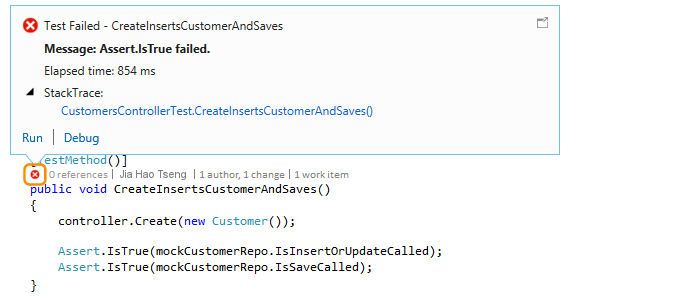 Test Failed - CreateInsertsCustomerAndSaves
Message: Assert.IsTrue failed.
Elapsed time: 854 ms
StackTrace:
CustomersControllerTest.CreateInsertsCustomerAndSaves()
Run Debug
estMethod()]
0 references | Jia Hao Tseng | 1 author, 1 change | 1 work item
public void CreateInsertsCustomerAndSaves()
{
controller.Create(new Customer());
Assert.IsTrue(mockCustomerRepo.IsInsertOrUpdateCalled);
Assert.IsTrue(mockCustomerRepo.IsSaveCalled);
}